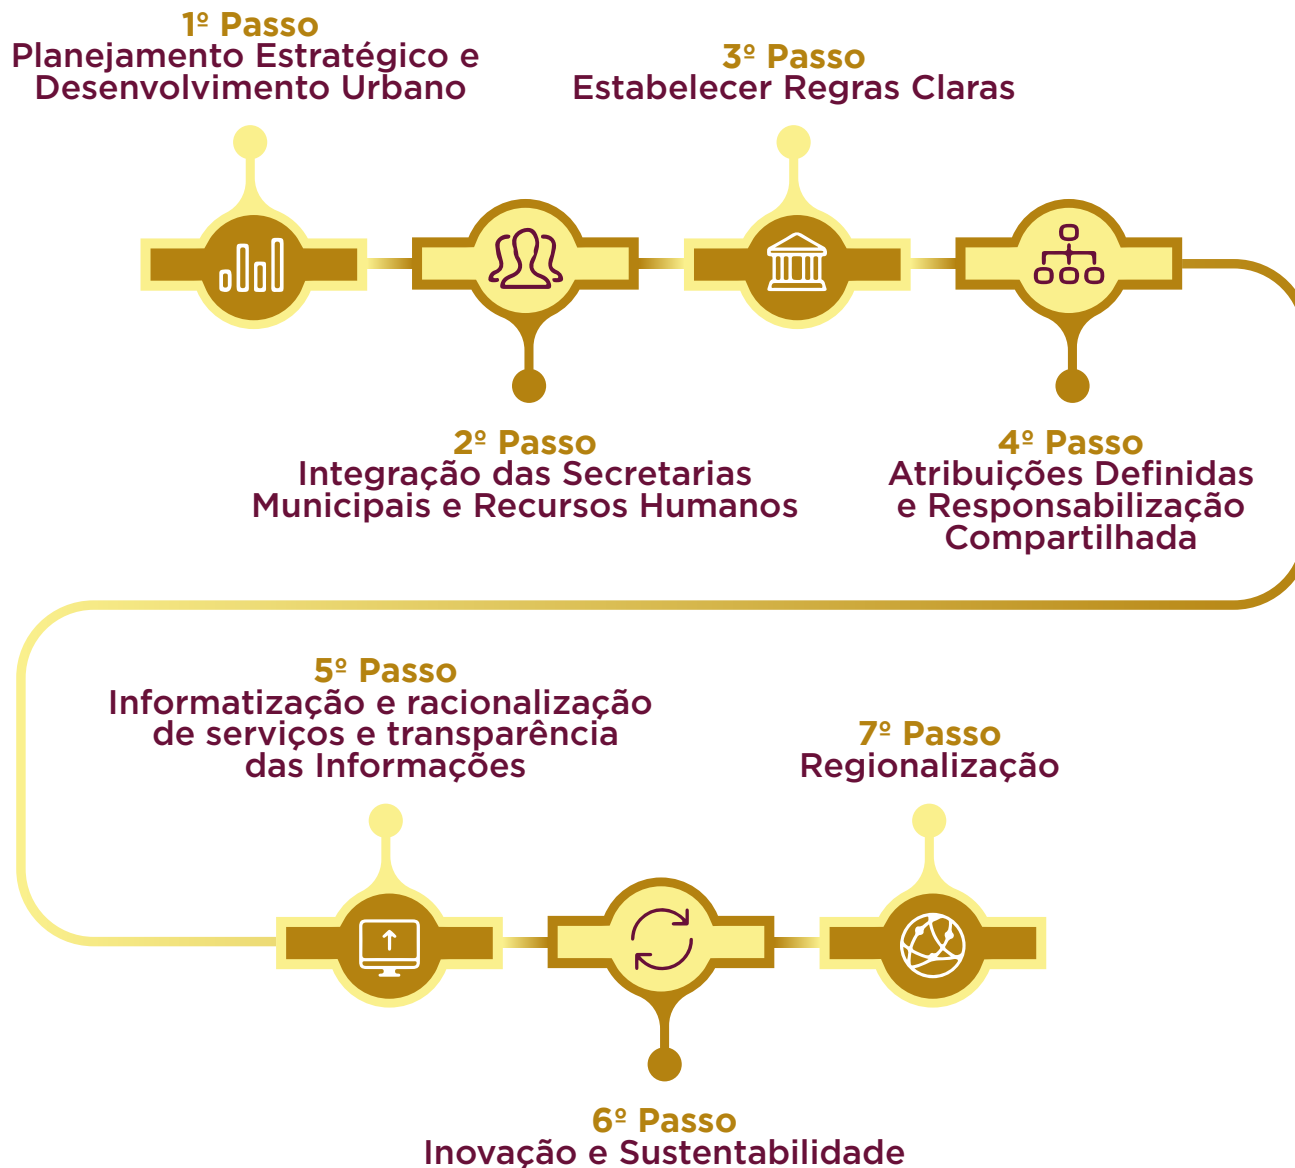 1º Passo
Planejamento Estratégico e
Desenvolvimento Urbano
2º Passo
Integração das Secretarias
Municipais e Recursos Humanos
3º Passo
Estabelecer Regras Claras
4º Passo
Atribuições Definidas
e Responsabilização
Compartilhada
5º Passo
Informatização e racionalização
de serviços e transparência
das Informações
6º Passo
Inovação e Sustentabilidade
7º Passo
Regionalização